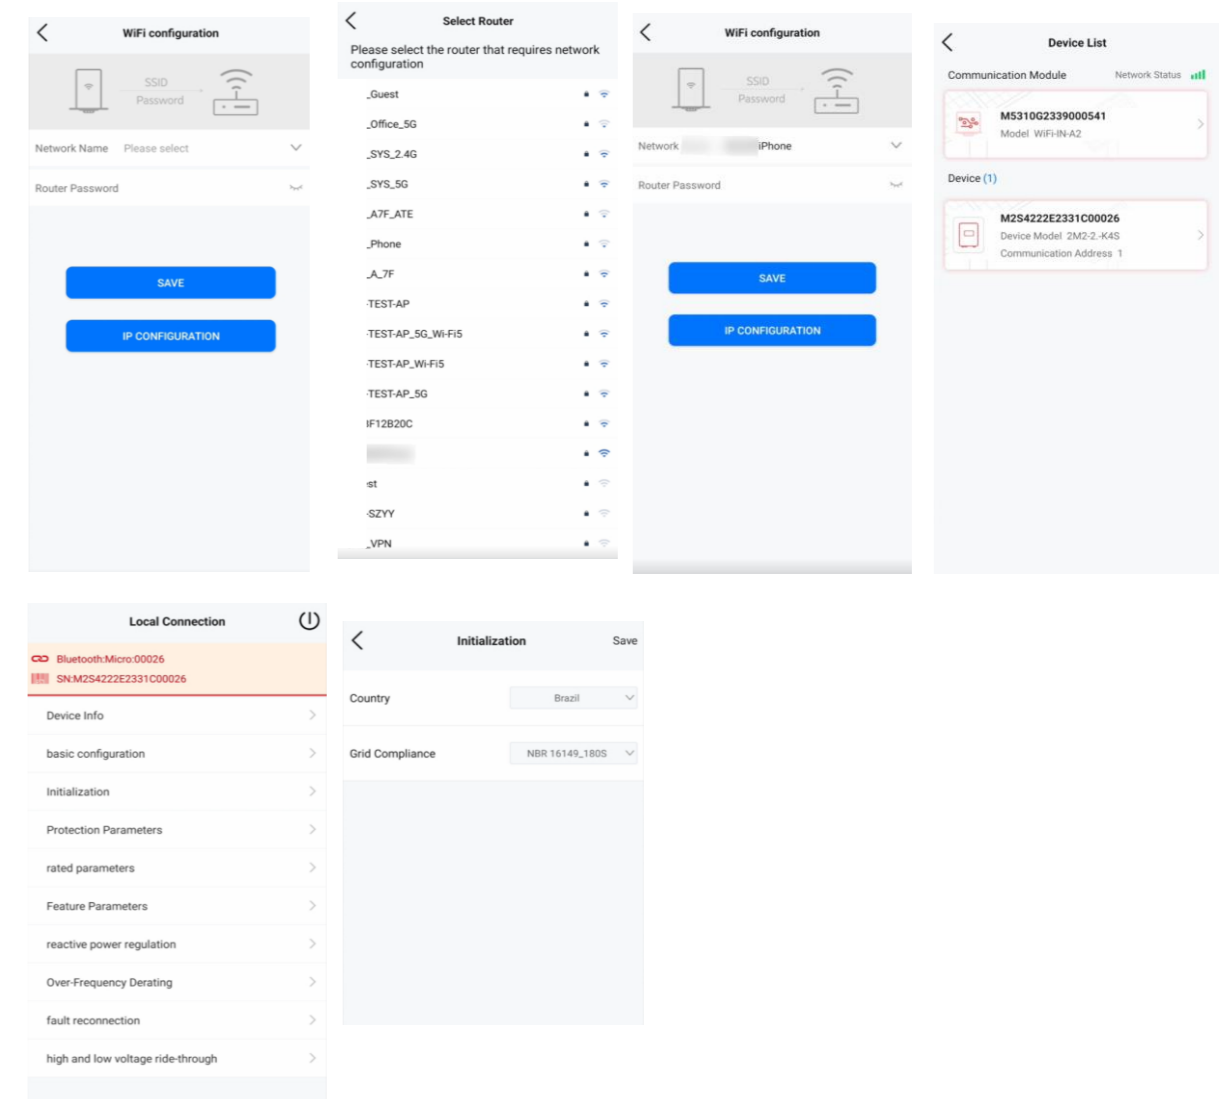 WiFi configuration
SSID
Password
Network Name Please select
Router Password
SAVE
IP CONFIGURATION
Select Router
Please select the router that requires network
configuration
_Guest
_Office_5G
_SYS_2.4G
_SYS_5G
_A7F_ATE
_Phone
_A_7F
-TEST-AP
-TEST-AP_5G_Wi-Fi5
-TEST-AP_Wi-Fi5
-TEST-AP_5G
IF12B20C
est
-SZYY
_VPN
WiFi configuration
SSID
Password
Network iPhone
Router Password
SAVE
IP CONFIGURATION
Device List
Communication Module Network Status
M5310G2339000541
Model WiFi-IN-A2
Device (1)
M2S4222E2331C00026
Device Model 2M2-2.-K4S
Communication Address 1
Local Connection
Bluetooth:Micro:00026
SN:M2S4222E2331C00026
Device Info
basic configuration
Initialization
Protection Parameters
rated parameters
Feature Parameters
reactive power regulation
Over-Frequency Derating
fault reconnection
high and low voltage ride-through
Initialization Save
Country Brazil
Grid Compliance NBR 16149_180S